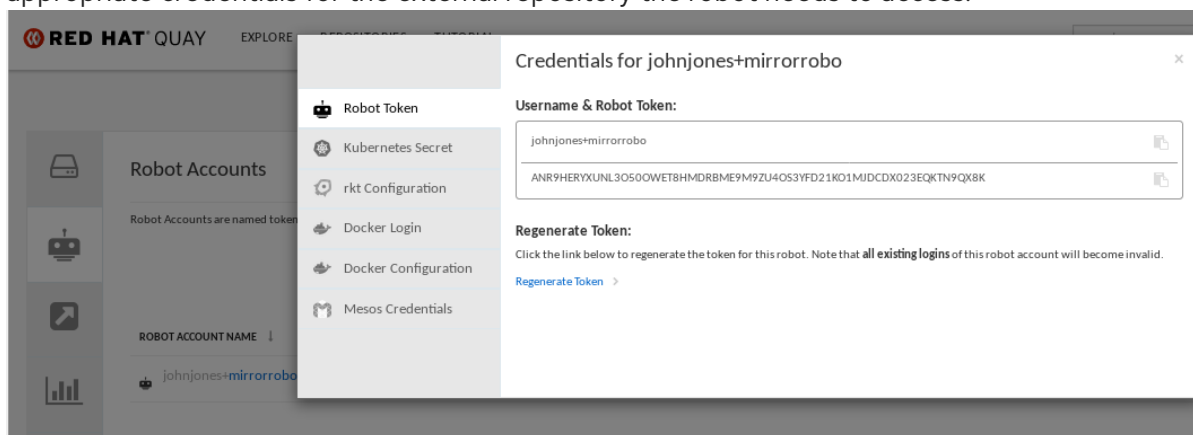 appropriate credentials for the external repository the robot needs to access.
RED HAT QUAY EXPLORE REPOSITORIES TUTORIAL
Credentials for johnjones+mirrorrobo ×
Robot Token
Kubernetes Secret
rkt Configuration
Docker Login
Docker Configuration
Mesos Credentials
Username & Robot Token:
johnjones+mirrorrobo
ANR9HERYXUNL3O50OWET8HMDRBME9M9ZU4OS3YFD21KO1MJDCDX023EQKTN9QX8K
Regenerate Token:
Click the link below to regenerate the token for this robot. Note that all existing logins of this robot account will become invalid.
Regenerate Token >
Robot Accounts
Robot Accounts are named token
ROBOT ACCOUNT NAME ↓
johnjones+mirrorrobo